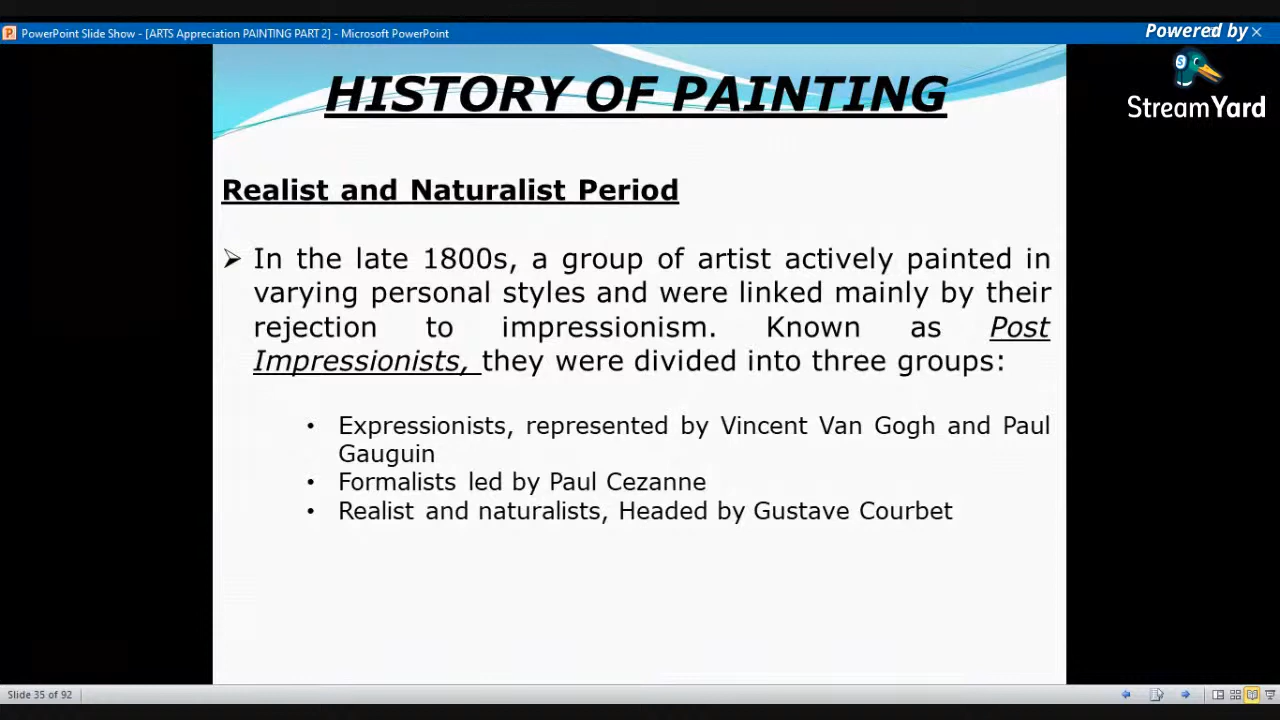 PowerPoint Slide Show - [ARTS Appreciation PAINTING PART 2] - Microsoft PowerPoint
Powered by
StreamYard
HISTORY OF PAINTING
Realist and Naturalist Period
➢ In the late 1800s, a group of artist actively painted in
varying personal styles and were linked mainly by their
rejection to impressionism. Known as Post
Impressionists, they were divided into three groups:
• Expressionists, represented by Vincent Van Gogh and Paul
Gauguin
• Formalists led by Paul Cezanne
• Realist and naturalists, Headed by Gustave Courbet
Slide 35 of 92